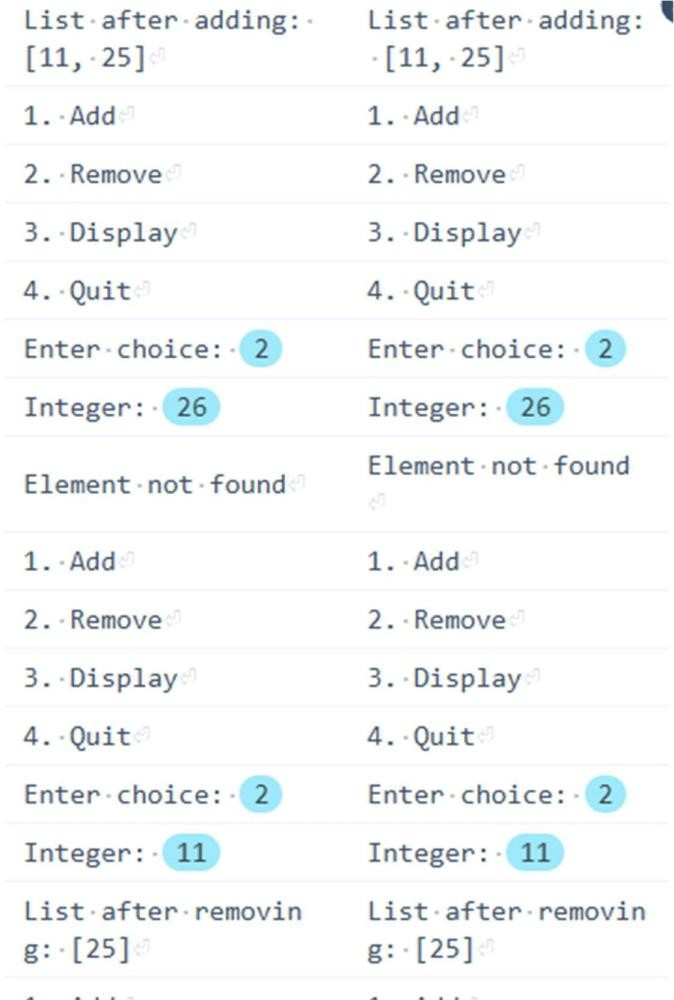 List after adding:
[11, 25]
1. Add
2. Remove
3. Display
4. Quit
Enter choice: 2
Integer: 26
Element not found
1. Add
2. Remove
3. Display
4. Quit
Enter choice: 2
Integer: 11
List after removin
g: [25]
List after adding:
[11, 25]
1. Add
2. Remove
3. Display
4. Quit
Enter choice: 2
Integer: 26
Element not found
1. Add
2. Remove
3. Display
4. Quit
Enter choice: 2
Integer: 11
List after removin
g: [25]